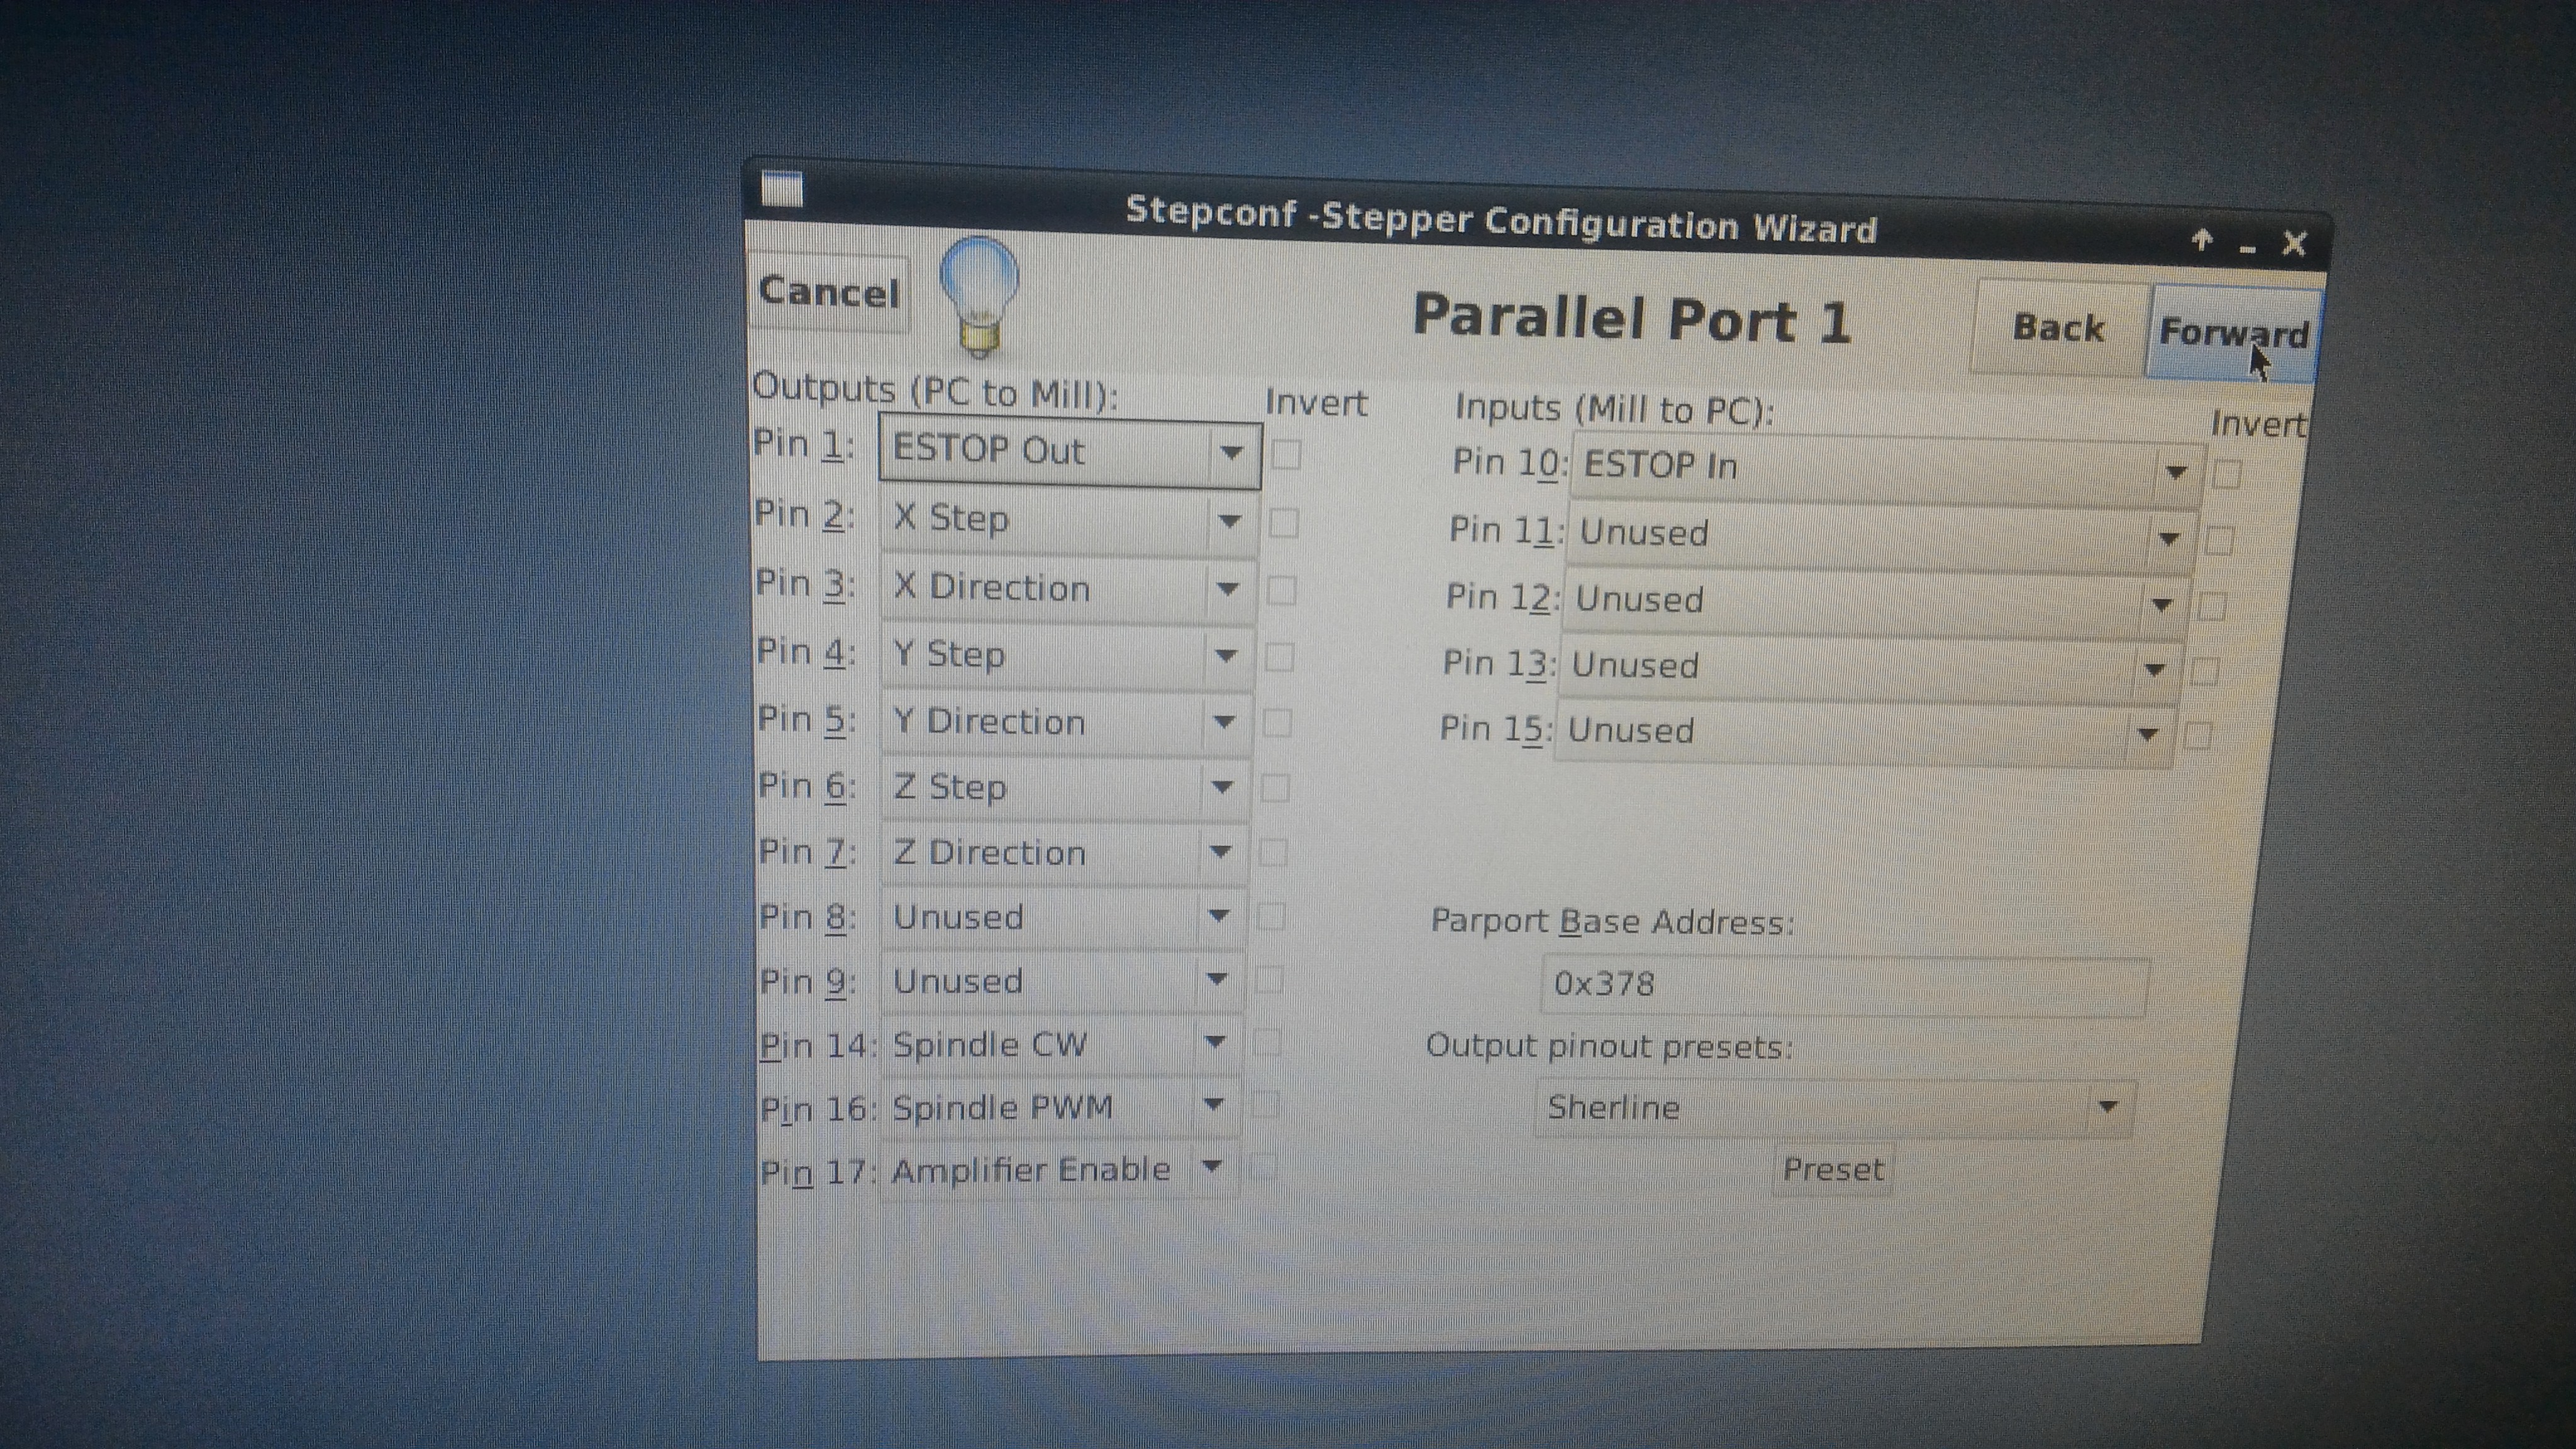 Stepconf -Stepper Configuration Wizard
Cancel
Parallel Port 1
Back
Forward
Outputs (PC to Mill):
Invert
Pin 1: ESTOP Out
Pin 2: X Step
Pin 3: X Direction
Pin 4: Y Step
Pin 5: Y Direction
Pin 6: Z Step
Pin 7: Z Direction
Pin 8: Unused
Pin 9: Unused
Pin 14: Spindle CW
Pin 16: Spindle PWM
Pin 17: Amplifier Enable
Inputs (Mill to PC):
Invert
Pin 10: ESTOP In
Pin 11: Unused
Pin 12: Unused
Pin 13: Unused
Pin 15: Unused
Parport Base Address:
0x378
Output pinout presets:
Sherline
Preset